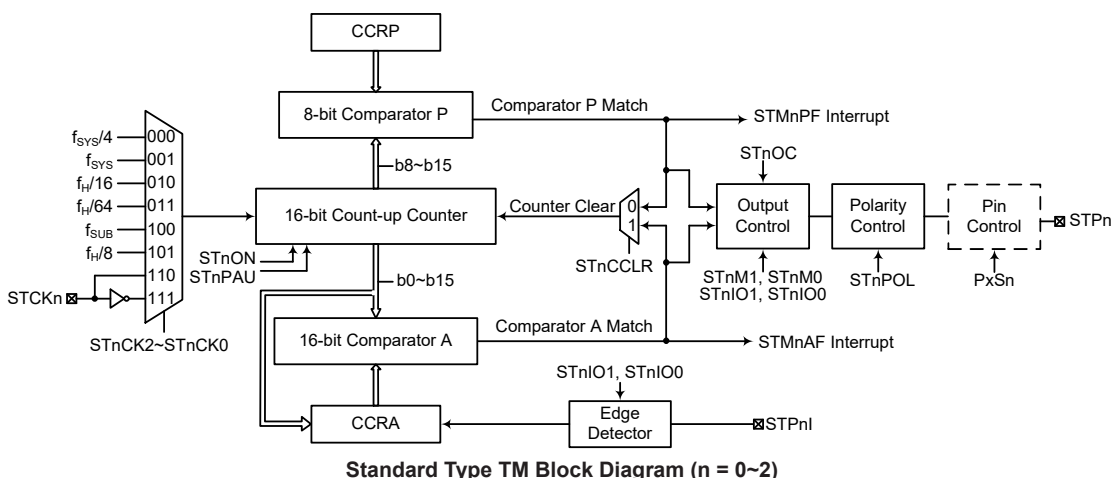 CCRP
8-bit Comparator P
Comparator P Match
STMnPF Interrupt
b8~b15
STnOC
fSYS/4
000
fSYS
001
fH/16
010
fH/64
011
fSUB
100
fH/8
101
110
111
STCKn
STnCK2~STnCK0
16-bit Count-up Counter
Counter Clear
0
1
STnCCLR
Output
Control
Polarity
Control
Pin
Control
STPn
STnON
STnPAU
b0~b15
STnM1, STnM0
STnIO1, STnIO0
STnPOL
PxSn
16-bit Comparator A
Comparator A Match
STMnAF Interrupt
STnIO1, STnIO0
CCRA
Edge
Detector
STPnI
Standard Type TM Block Diagram (n = 0~2)